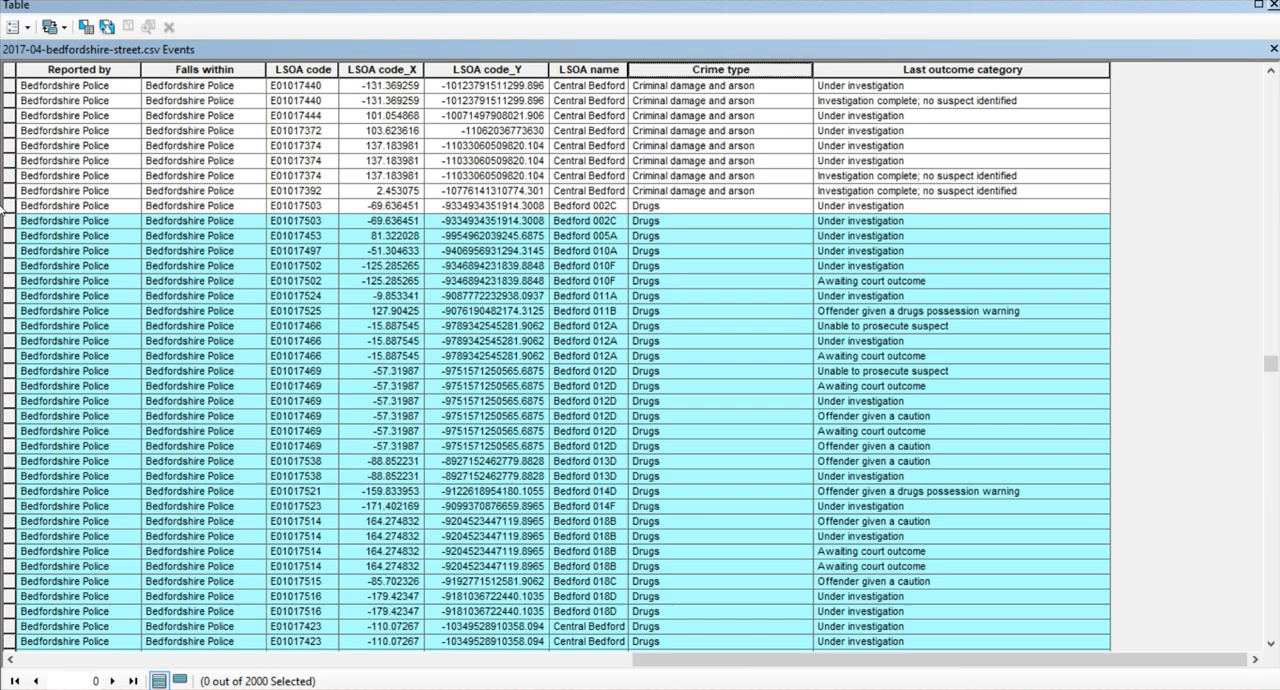 Table
2017-04-bedfordshire-street.csv Events
Reported by Falls within LSOA code LSOA code_X LSOA code_Y LSOA name Crime type Last outcome category
Bedfordshire Police Bedfordshire Police E01017440 -131.369259 -10123791511299.896 Central Bedford Criminal damage and arson Under investigation
Bedfordshire Police Bedfordshire Police E01017440 -131.369259 -10123791511299.896 Central Bedford Criminal damage and arson Investigation complete; no suspect identified
Bedfordshire Police Bedfordshire Police E01017444 101.054868 -10071497908021.906 Central Bedford Criminal damage and arson Under investigation
Bedfordshire Police Bedfordshire Police E01017372 103.623616 -11062036773630 Central Bedford Criminal damage and arson Under investigation
Bedfordshire Police Bedfordshire Police E01017374 137.183981 -11033060509820.104 Central Bedford Criminal damage and arson Under investigation
Bedfordshire Police Bedfordshire Police E01017374 137.183981 -11033060509820.104 Central Bedford Criminal damage and arson Under investigation
Bedfordshire Police Bedfordshire Police E01017374 137.183981 -11033060509820.104 Central Bedford Criminal damage and arson Investigation complete; no suspect identified
Bedfordshire Police Bedfordshire Police E01017392 2.453075 -10776141310774.301 Central Bedford Criminal damage and arson Investigation complete; no suspect identified
Bedfordshire Police Bedfordshire Police E01017503 -69.636451 -9334934351914.3008 Bedford 002C Drugs Under investigation
Bedfordshire Police Bedfordshire Police E01017503 -69.636451 -9334934351914.3008 Bedford 002C Drugs Under investigation
Bedfordshire Police Bedfordshire Police E01017453 81.322028 -9954962039245.6875 Bedford 005A Drugs Under investigation
Bedfordshire Police Bedfordshire Police E01017497 -51.304633 -9406956931294.3145 Bedford 010A Drugs Under investigation
Bedfordshire Police Bedfordshire Police E01017502 -125.285265 -9346894231839.8848 Bedford 010F Drugs Under investigation
Bedfordshire Police Bedfordshire Police E01017502 -125.285265 -9346894231839.8848 Bedford 010F Drugs Awaiting court outcome
Bedfordshire Police Bedfordshire Police E01017524 -9.853341 -9087772232938.0937 Bedford 011A Drugs Under investigation
Bedfordshire Police Bedfordshire Police E01017525 127.90425 -9076190482174.3125 Bedford 011B Drugs Offender given a drugs possession warning
Bedfordshire Police Bedfordshire Police E01017466 -15.887545 -9789342545281.9062 Bedford 012A Drugs Unable to prosecute suspect
Bedfordshire Police Bedfordshire Police E01017466 -15.887545 -9789342545281.9062 Bedford 012A Drugs Under investigation
Bedfordshire Police Bedfordshire Police E01017466 -15.887545 -9789342545281.9062 Bedford 012A Drugs Awaiting court outcome
Bedfordshire Police Bedfordshire Police E01017469 -57.31987 -9751571250565.6875 Bedford 012D Drugs Unable to prosecute suspect
Bedfordshire Police Bedfordshire Police E01017469 -57.31987 -9751571250565.6875 Bedford 012D Drugs Awaiting court outcome
Bedfordshire Police Bedfordshire Police E01017469 -57.31987 -9751571250565.6875 Bedford 012D Drugs Under investigation
Bedfordshire Police Bedfordshire Police E01017469 -57.31987 -9751571250565.6875 Bedford 012D Drugs Offender given a caution
Bedfordshire Police Bedfordshire Police E01017469 -57.31987 -9751571250565.6875 Bedford 012D Drugs Awaiting court outcome
Bedfordshire Police Bedfordshire Police E01017469 -57.31987 -9751571250565.6875 Bedford 012D Drugs Offender given a caution
Bedfordshire Police Bedfordshire Police E01017538 -88.852231 -8927152462779.8828 Bedford 013D Drugs Offender given a caution
Bedfordshire Police Bedfordshire Police E01017538 -88.852231 -8927152462779.8828 Bedford 013D Drugs Under investigation
Bedfordshire Police Bedfordshire Police E01017521 -159.833953 -9122618954180.1055 Bedford 014D Drugs Offender given a drugs possession warning
Bedfordshire Police Bedfordshire Police E01017523 -171.402169 -9099370876659.8965 Bedford 014F Drugs Under investigation
Bedfordshire Police Bedfordshire Police E01017514 164.274832 -9204523447119.8965 Bedford 018B Drugs Offender given a caution
Bedfordshire Police Bedfordshire Police E01017514 164.274832 -9204523447119.8965 Bedford 018B Drugs Under investigation
Bedfordshire Police Bedfordshire Police E01017514 164.274832 -9204523447119.8965 Bedford 018B Drugs Awaiting court outcome
Bedfordshire Police Bedfordshire Police E01017514 164.274832 -9204523447119.8965 Bedford 018B Drugs Awaiting court outcome
Bedfordshire Police Bedfordshire Police E01017515 -85.702326 -9192771512581.9062 Bedford 018C Drugs Offender given a caution
Bedfordshire Police Bedfordshire Police E01017516 -179.42347 -9181036722440.1035 Bedford 018D Drugs Under investigation
Bedfordshire Police Bedfordshire Police E01017516 -179.42347 -9181036722440.1035 Bedford 018D Drugs Under investigation
Bedfordshire Police Bedfordshire Police E01017423 -110.07267 -10349528910358.094 Central Bedford Drugs Under investigation
Bedfordshire Police Bedfordshire Police E01017423 -110.07267 -10349528910358.094 Central Bedford Drugs Under investigation
0 (0 out of 2000 Selected)